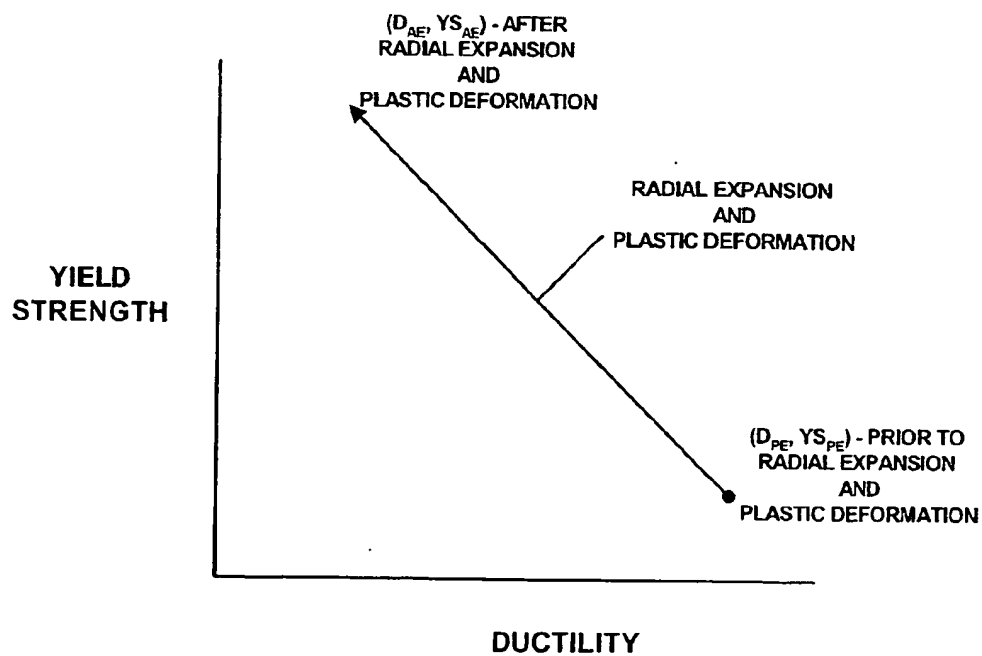 (D_AE, YS_AE) - AFTER
RADIAL EXPANSION
AND
PLASTIC DEFORMATION
RADIAL EXPANSION
AND
PLASTIC DEFORMATION
YIELD
STRENGTH
(D_PE, YS_PE) - PRIOR TO
RADIAL EXPANSION
AND
PLASTIC DEFORMATION
DUCTILITY